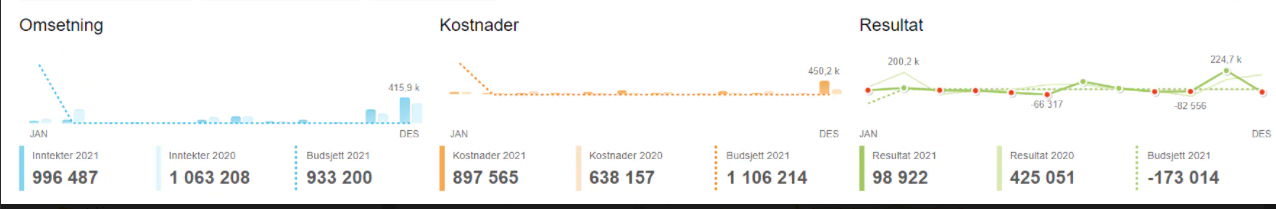 Omsetning
415,9 k
JAN
DES
Inntekter 2021
996 487
Inntekter 2020
1 063 208
Budsjett 2021
933 200
Kostnader
450,2 k
JAN
DES
Kostnader 2021
897 565
Kostnader 2020
638 157
Budsjett 2021
1 106 214
Resultat
200,2 k
224,7 k
-66 317
-82 556
JAN
DES
Resultat 2021
98 922
Resultat 2020
425 051
Budsjett 2021
-173 014